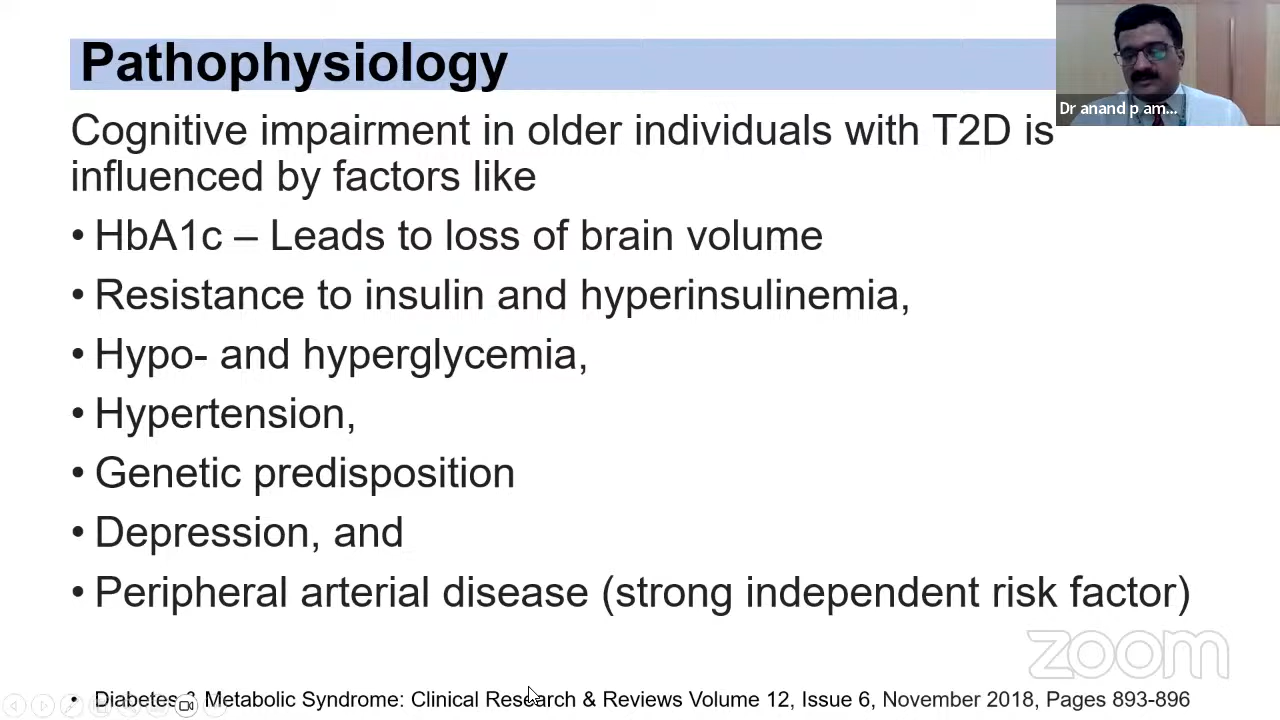 Pathophysiology
Dr anand p am...
Cognitive impairment in older individuals with T2D is
influenced by factors like
• HbA1c – Leads to loss of brain volume
• Resistance to insulin and hyperinsulinemia,
• Hypo- and hyperglycemia,
• Hypertension,
• Genetic predisposition
• Depression, and
• Peripheral arterial disease (strong independent risk factor)
zoom
• Diabetes & Metabolic Syndrome: Clinical Research & Reviews Volume 12, Issue 6, November 2018, Pages 893-896